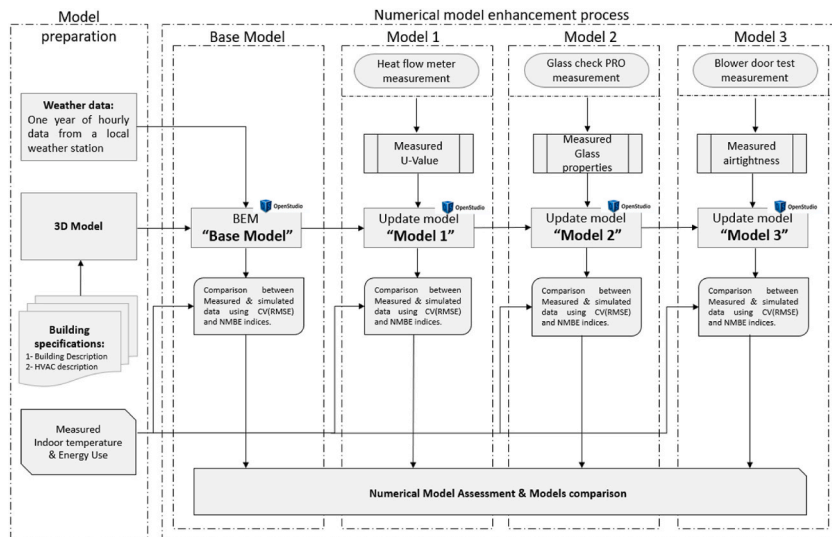 Model
preparation
Numerical model enhancement process
Base Model
Model 1
Model 2
Model 3
Heat flow meter
measurement
Glass check PRO
measurement
Blower door test
measurement
Weather data:
One year of hourly
data from a local
weather station
Measured
U-Value
Measured
Glass
properties
Measured
airtightness
3D Model
OpenStudio
BEM
“Base Model”
OpenStudio
Update model
“Model 1”
OpenStudio
Update model
“Model 2”
OpenStudio
Update model
“Model 3”
Comparison between
Measured & simulated
data using CV(RMSE)
and NMBE indices.
Comparison between
Measured & simulated
data using CV(RMSE)
and NMBE indices.
Comparison between
Measured & simulated
data using CV(RMSE)
and NMBE indices.
Comparison between
Measured & simulated
data using CV(RMSE)
and NMBE indices.
Building
specifications:
1- Building Description
2- HVAC description
Measured
Indoor temperature
& Energy Use
Numerical Model Assessment & Models comparison